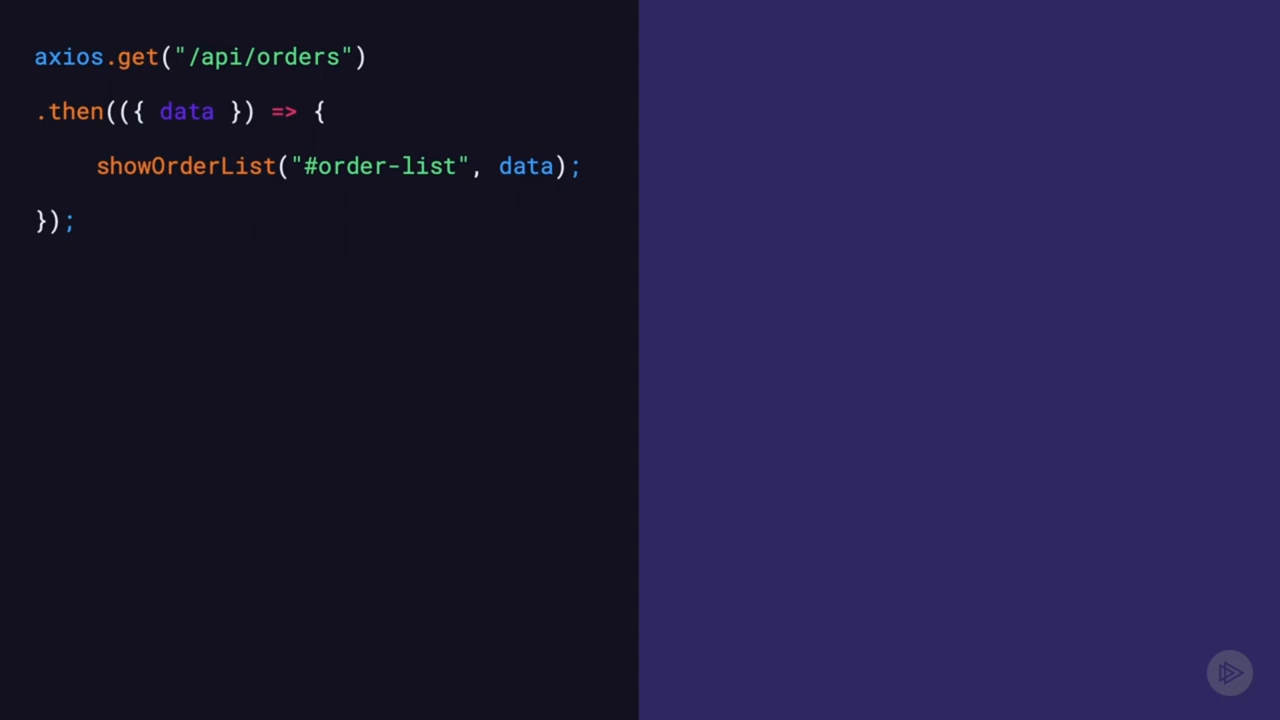 axios.get("/api/orders")
.then(({ data }) => {
showOrderList("#order-list", data);
});